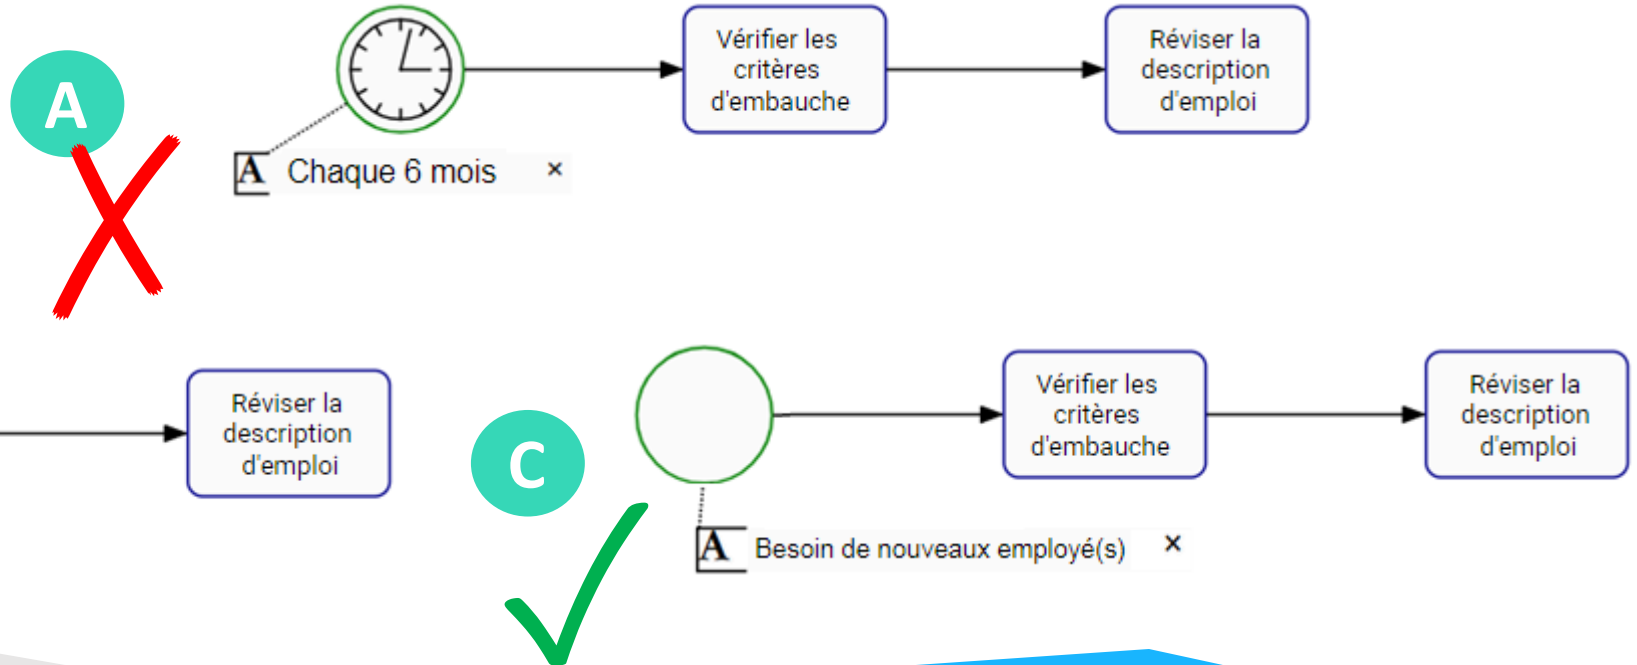 A
Vérifier les
critères
d'embauche
Réviser la
description
d'emploi
A Chaque 6 mois ×
Réviser la
description
d'emploi
C
Vérifier les
critères
d'embauche
Réviser la
description
d'emploi
A Besoin de nouveaux employé(s) ×